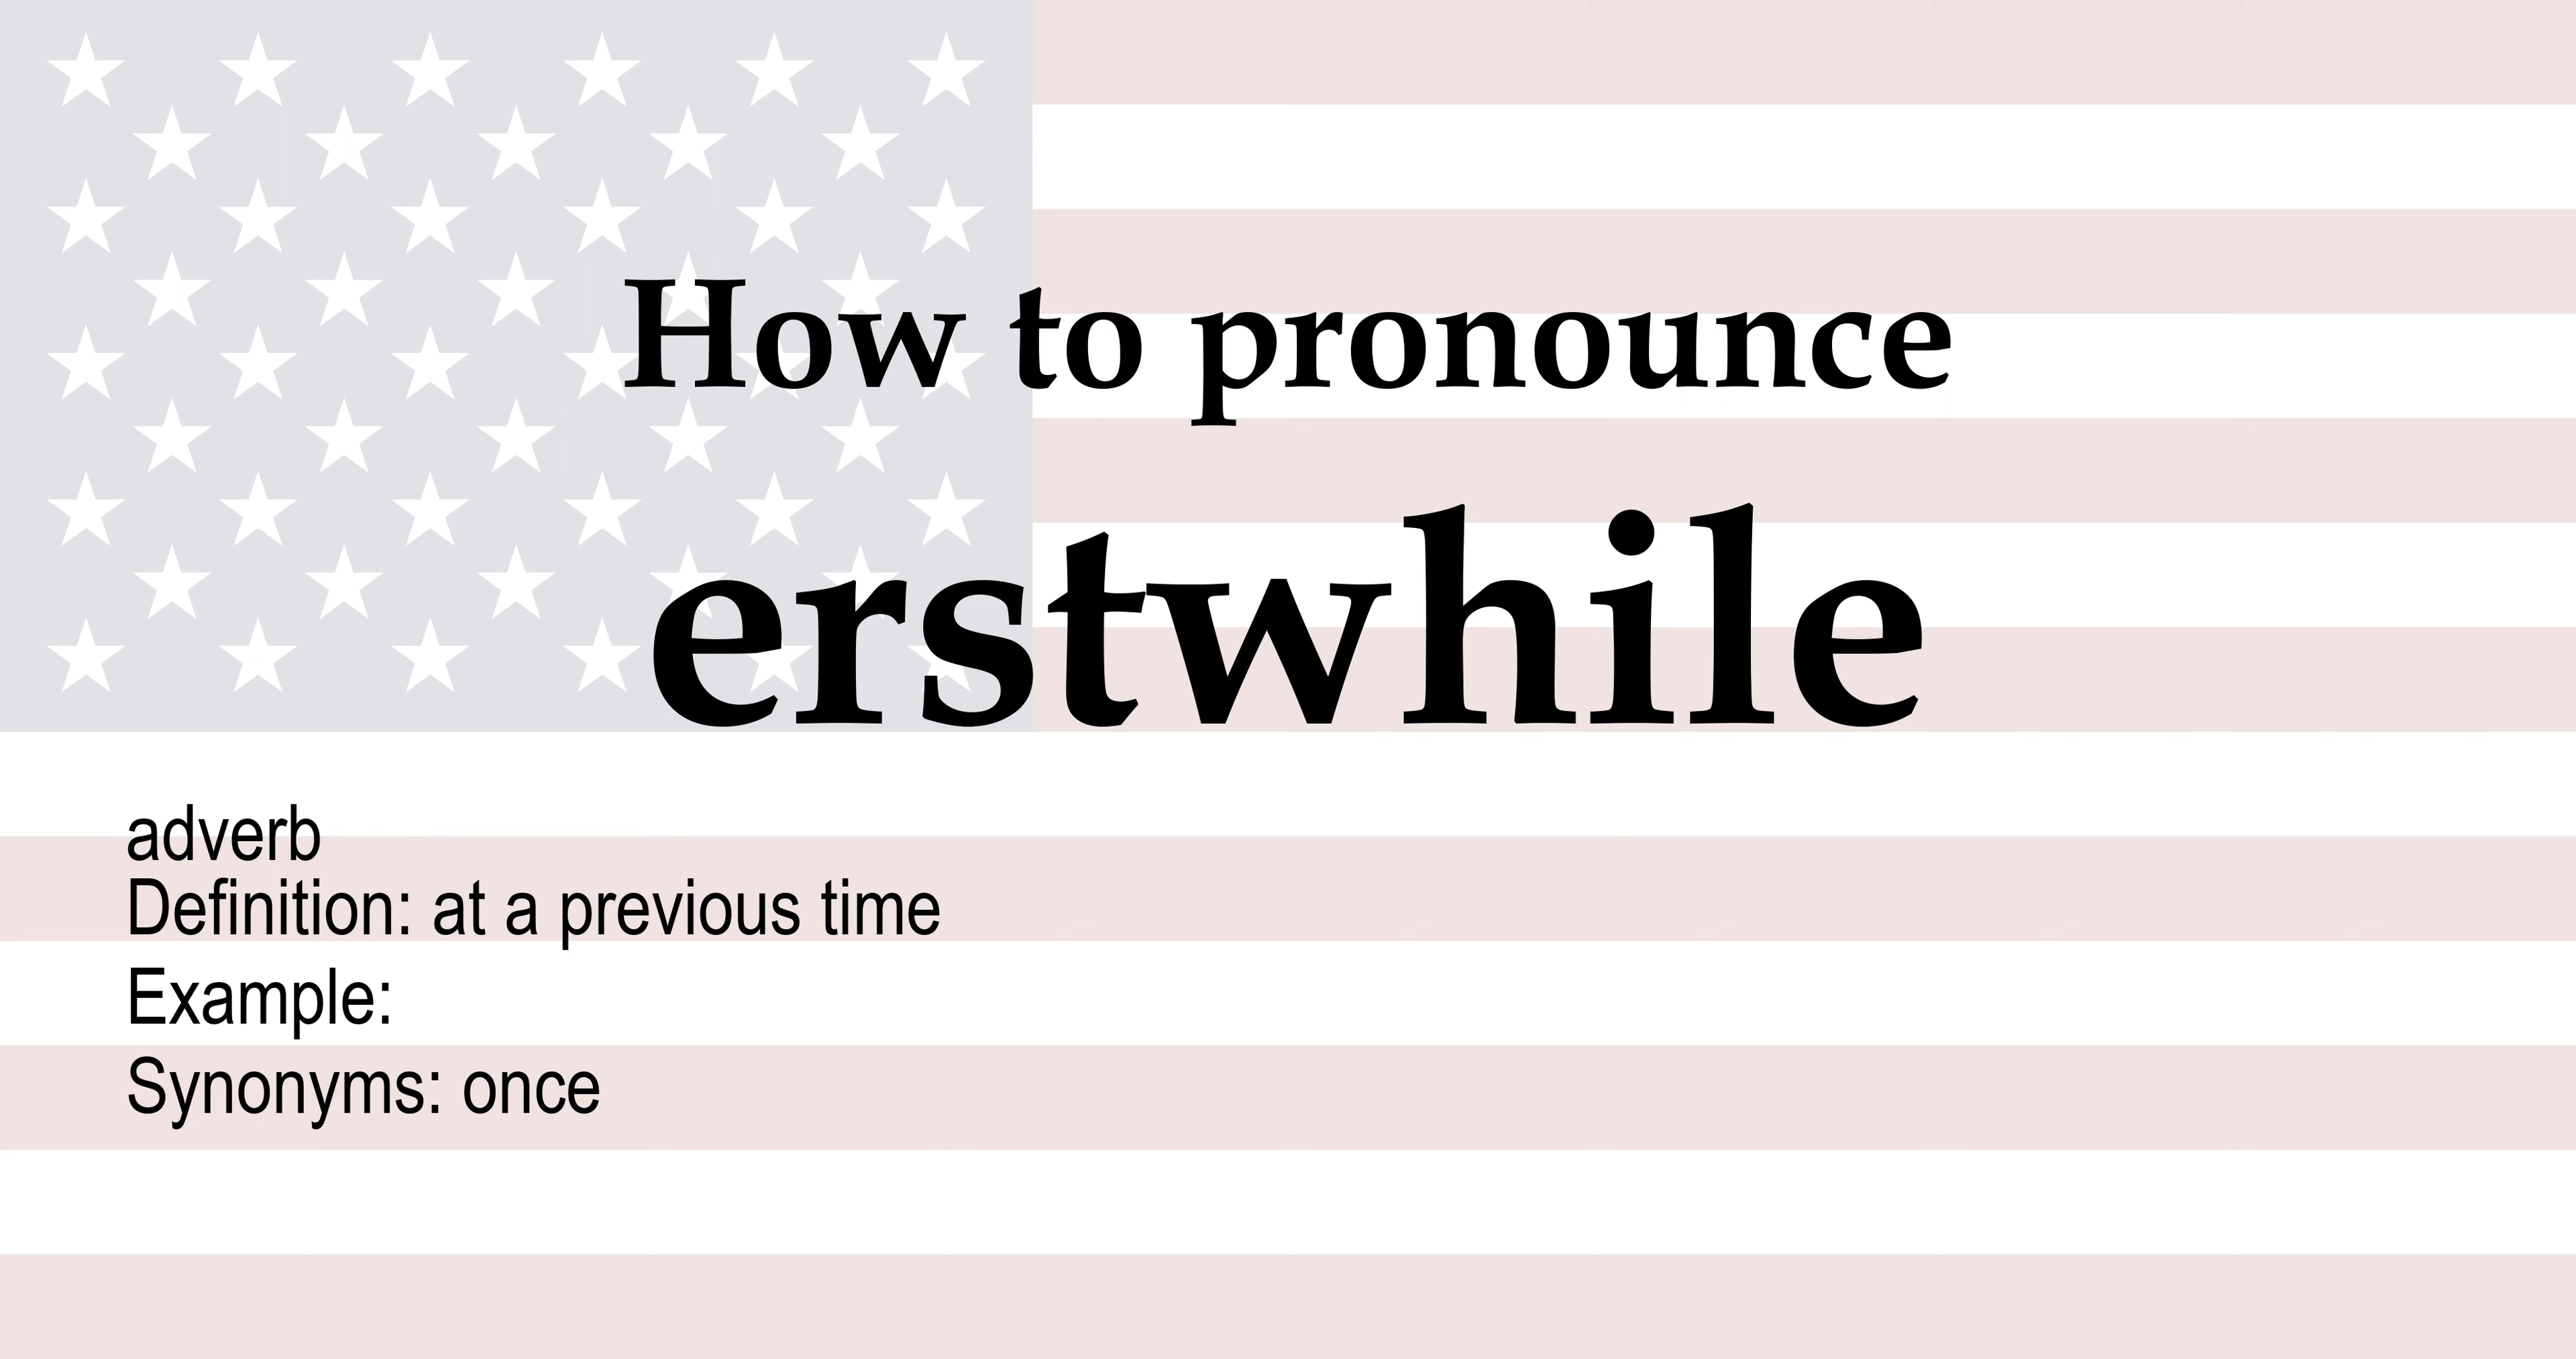 How to pronounce
erstwhile
adverb
Definition: at a previous time
Example:
Synonyms: once